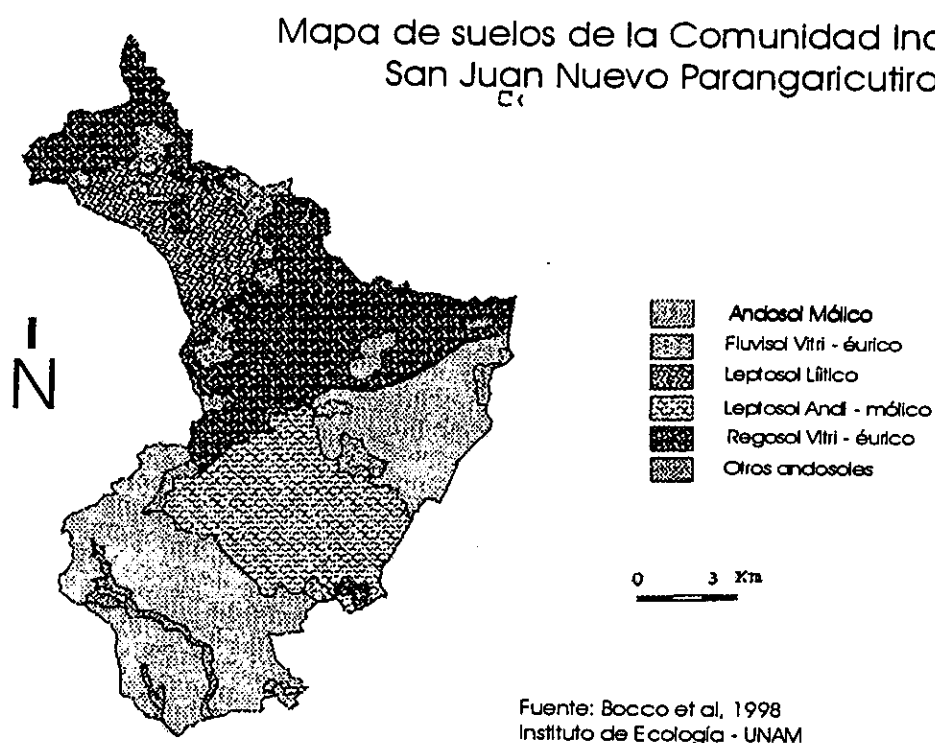 Mapa de suelos de la Comunidad Ind
San Juan Nuevo Parangaricutiro
N
Andosol Mólico
Fluvisol Vitri - éurico
Leptosol Lítico
Leptosol Andi - mólico
Regosol Vitri - éurico
Otros andosoles
0 3 Km
Fuente: Bocco et al, 1998
Instituto de Ecología - UNAM